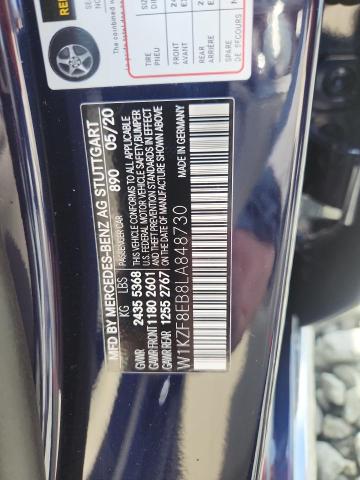 MFD BY MERCEDES-BENZ AG STUTTGART
890 05/20
PASSENGER CAR
KG LBS
GVWR 2435 5368
GAWR FRONT 1180 2601
GAWR REAR 1255 2767
THIS VEHICLE CONFORMS TO ALL
APPLICABLE U.S. FEDERAL
MOTOR VEHICLE SAFETY, BUMPER
AND THEFT PREVENTION STANDARDS IN EFFECT
ON THE DATE OF
MANUFACTURE SHOWN ABOVE
MADE IN GERMANY
W1KZF8EB8LA848730
The combined w
TIRE
PNEU
FRONT
AVANT
REAR
ARRIÈRE
SPARE
DE SECOURS